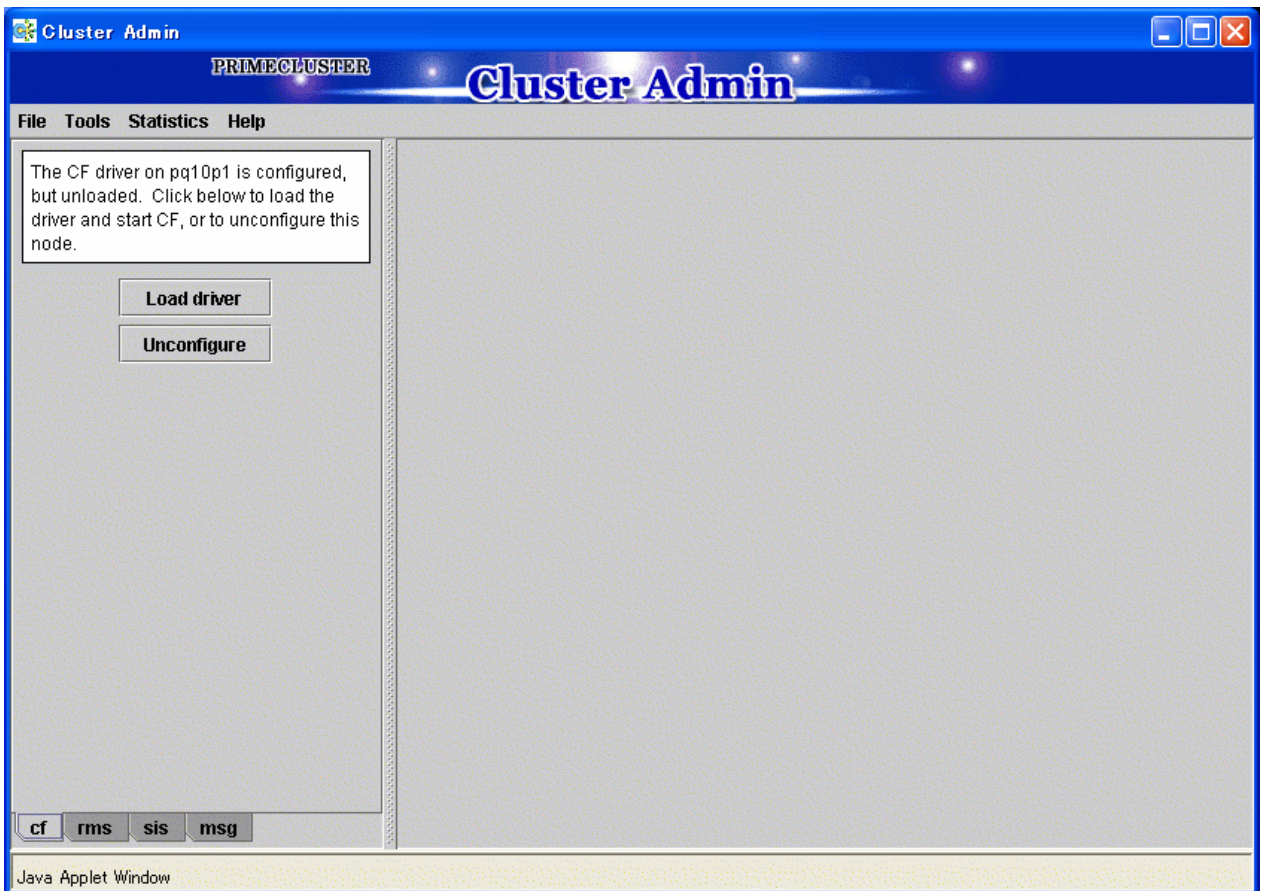 Cluster Admin
PRIMECLUSTER
Cluster Admin
File Tools Statistics Help
The CF driver on pq10p1 is configured,
but unloaded. Click below to load the
driver and start CF, or to unconfigure this
node.
Load driver
Unconfigure
cf rms sis msg
Java Applet Window